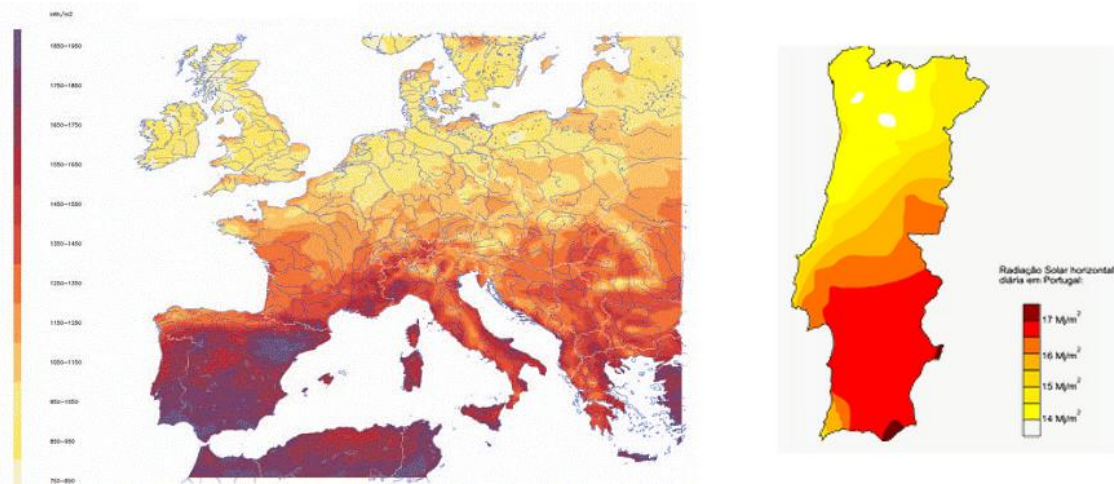 kWh/m2
1850-1950
1750-1850
1650-1750
1550-1650
1450-1550
1350-1450
1250-1350
1150-1250
1050-1150
950-1050
850-950
750-850
Radiação Solar horizontal
diária em Portugal:
17 Mj/m²
16 Mj/m²
15 Mj/m²
14 Mj/m²